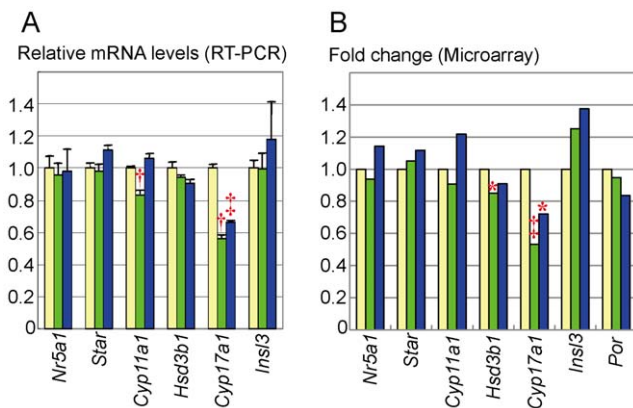 A
Relative mRNA levels (RT-PCR)
1.4
1.2
1.0
0.8
0.6
0.4
0.2
0
†
†
‡
Nr5a1
Star
Cyp11a1
Hsd3b1
Cyp17a1
Insl3
B
Fold change (Microarray)
1.4
1.2
1.0
0.8
0.6
0.4
0.2
0
*
‡
*
Nr5a1
Star
Cyp11a1
Hsd3b1
Cyp17a1
Insl3
Por